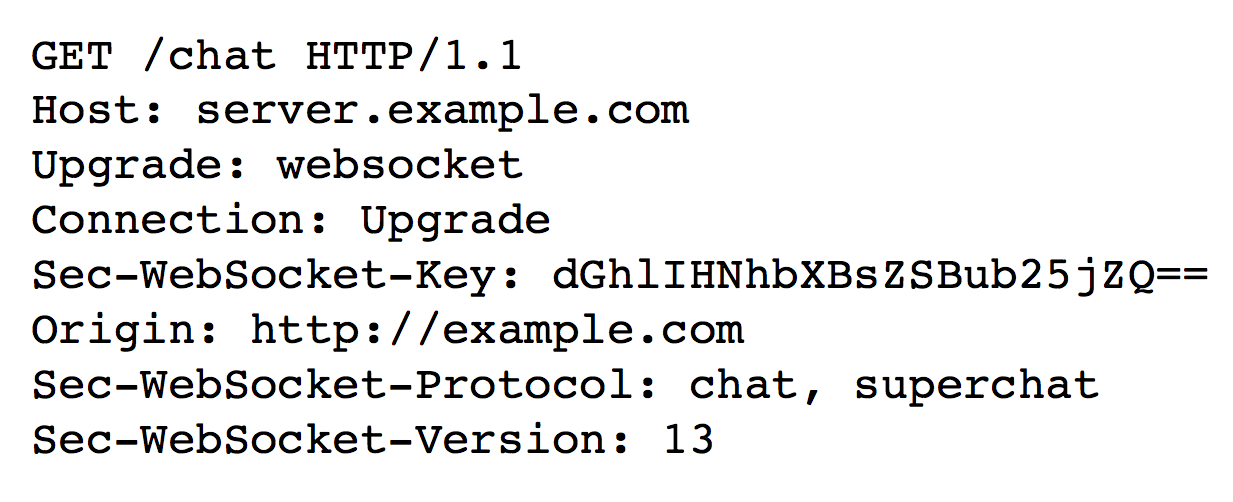 GET /chat HTTP/1.1
Host: server.example.com
Upgrade: websocket
Connection: Upgrade
Sec-WebSocket-Key: dGhlIHNhbXBsZSBub25jZQ==
Origin: http://example.com
Sec-WebSocket-Protocol: chat, superchat
Sec-WebSocket-Version: 13